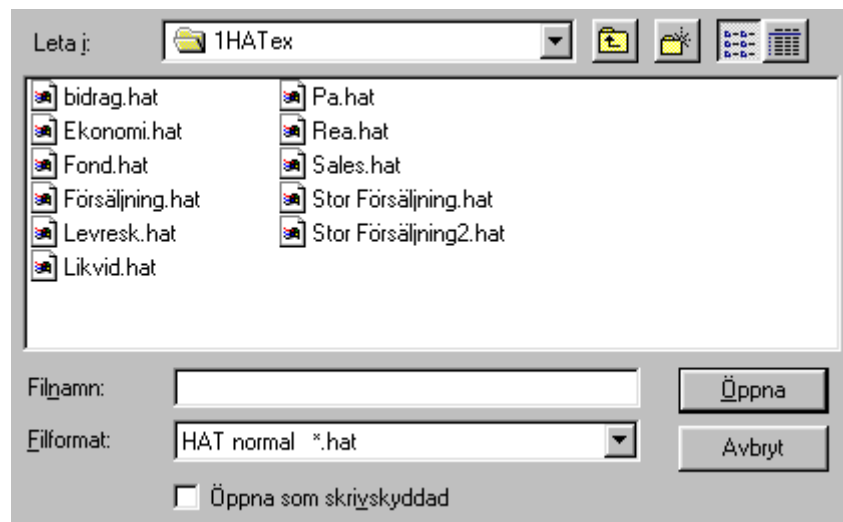 Leta i:
1HATex
bidrag.hat
Ekonomi.hat
Fond.hat
Försäljning.hat
Levresk.hat
Likvid.hat
Pa.hat
Rea.hat
Sales.hat
Stor Försäljning.hat
Stor Försäljning2.hat
Filnamn:
Öppna
Filformat:
HAT normal *.hat
Avbryt
Öppna som skrivskyddad